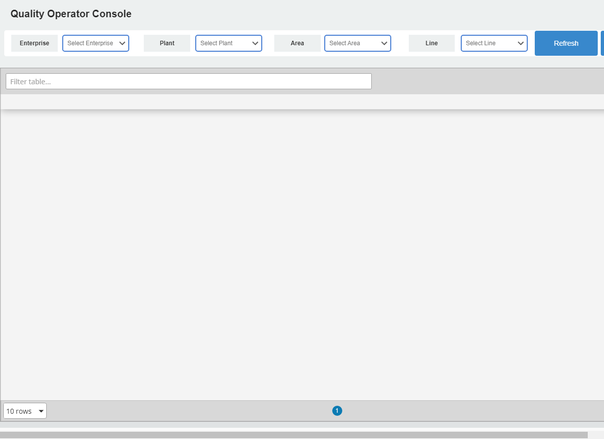 Quality Operator Console
Enterprise Select Enterprise Plant Select Plant Area Select Area Line Select Line Refresh
Filter table...
10 rows 1